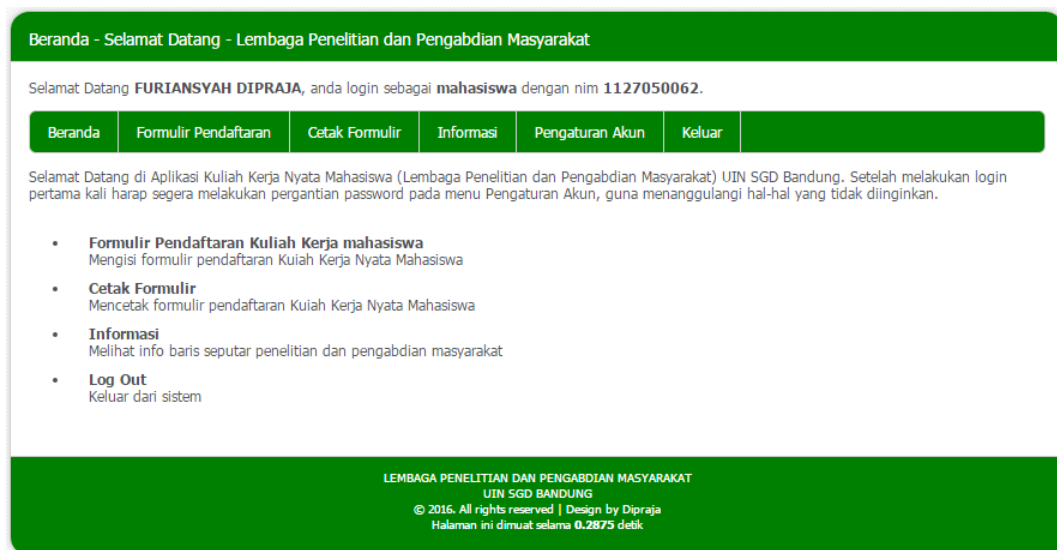 Beranda - Selamat Datang - Lembaga Penelitian dan Pengabdian Masyarakat
Selamat Datang FURIANSYAH DIPRAJA, anda login sebagai mahasiswa dengan nim 1127050062.
Beranda Formulir Pendaftaran Cetak Formulir Informasi Pengaturan Akun Keluar
Selamat Datang di Aplikasi Kuliah Kerja Nyata Mahasiswa (Lembaga Penelitian dan Pengabdian Masyarakat) UIN SGD Bandung. Setelah melakukan login
pertama kali harap segera melakukan pergantian password pada menu Pengaturan Akun, guna menanggulangi hal-hal yang tidak diinginkan.
• Formulir Pendaftaran Kuliah Kerja mahasiswa
Mengisi formulir pendaftaran Kuiah Kerja Nyata Mahasiswa
• Cetak Formulir
Mencetak formulir pendaftaran Kuiah Kerja Nyata Mahasiswa
• Informasi
Melihat info baris seputar penelitian dan pengabdian masyarakat
• Log Out
Keluar dari sistem
LEMBAGA PENELITIAN DAN PENGABDIAN MASYARAKAT
UIN SGD BANDUNG
© 2016. All rights reserved | Design by Dipraja
Halaman ini dimuat selama 0.2875 detik